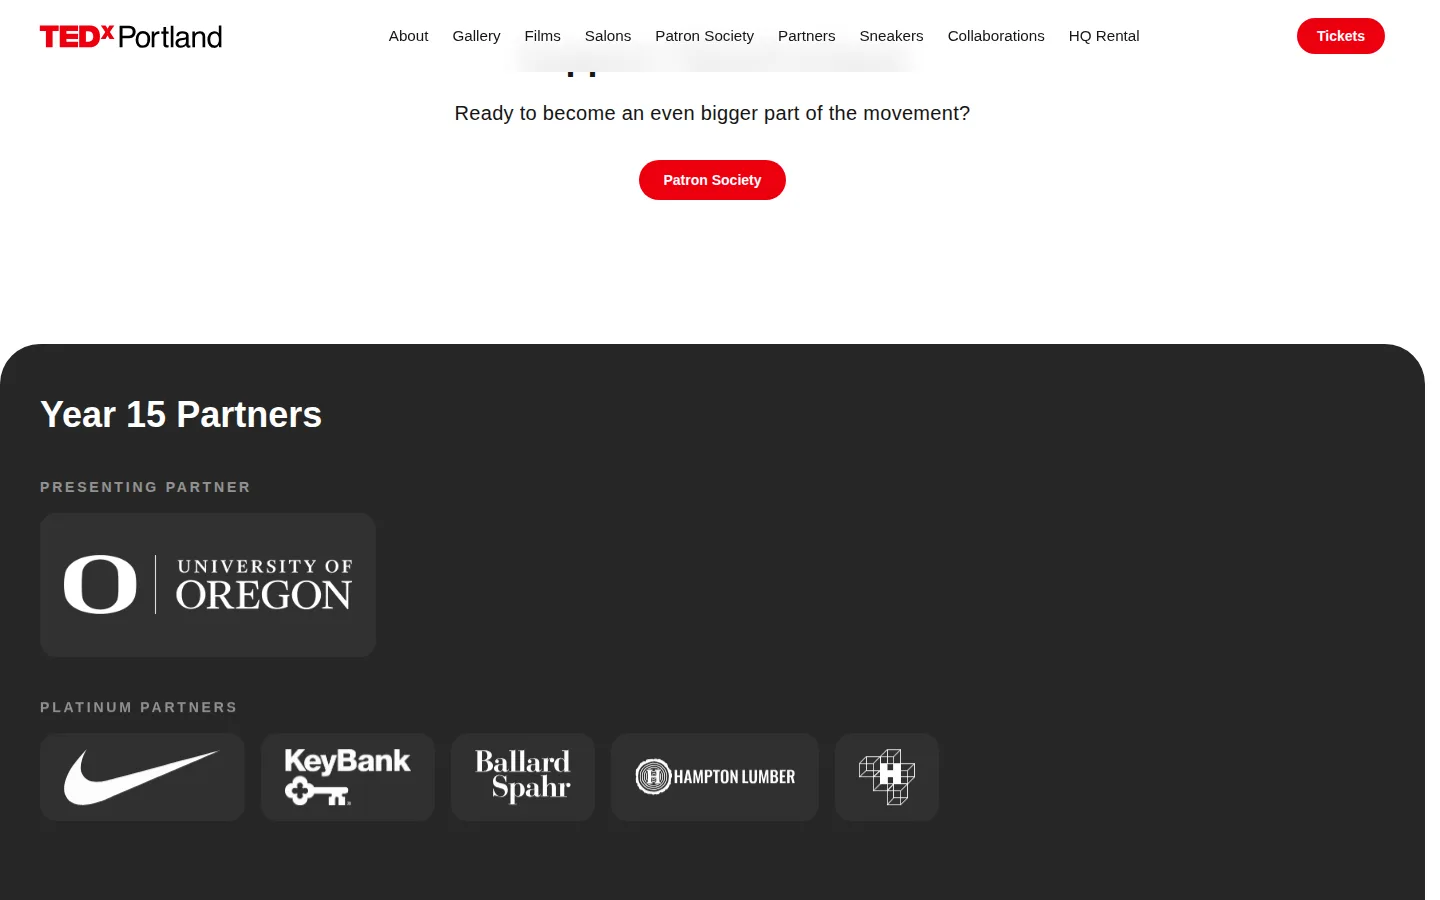 TEDx Portland
About
Gallery
Films
Salons
Patron Society
Partners
Sneakers
Collaborations
HQ Rental
Tickets
Ready to become an even bigger part of the movement?
Patron Society
Year 15 Partners
PRESENTING PARTNER
O
UNIVERSITY OF
OREGON
PLATINUM PARTNERS
KeyBank
Ballard
Spahr
H
HAMPTON LUMBER
H